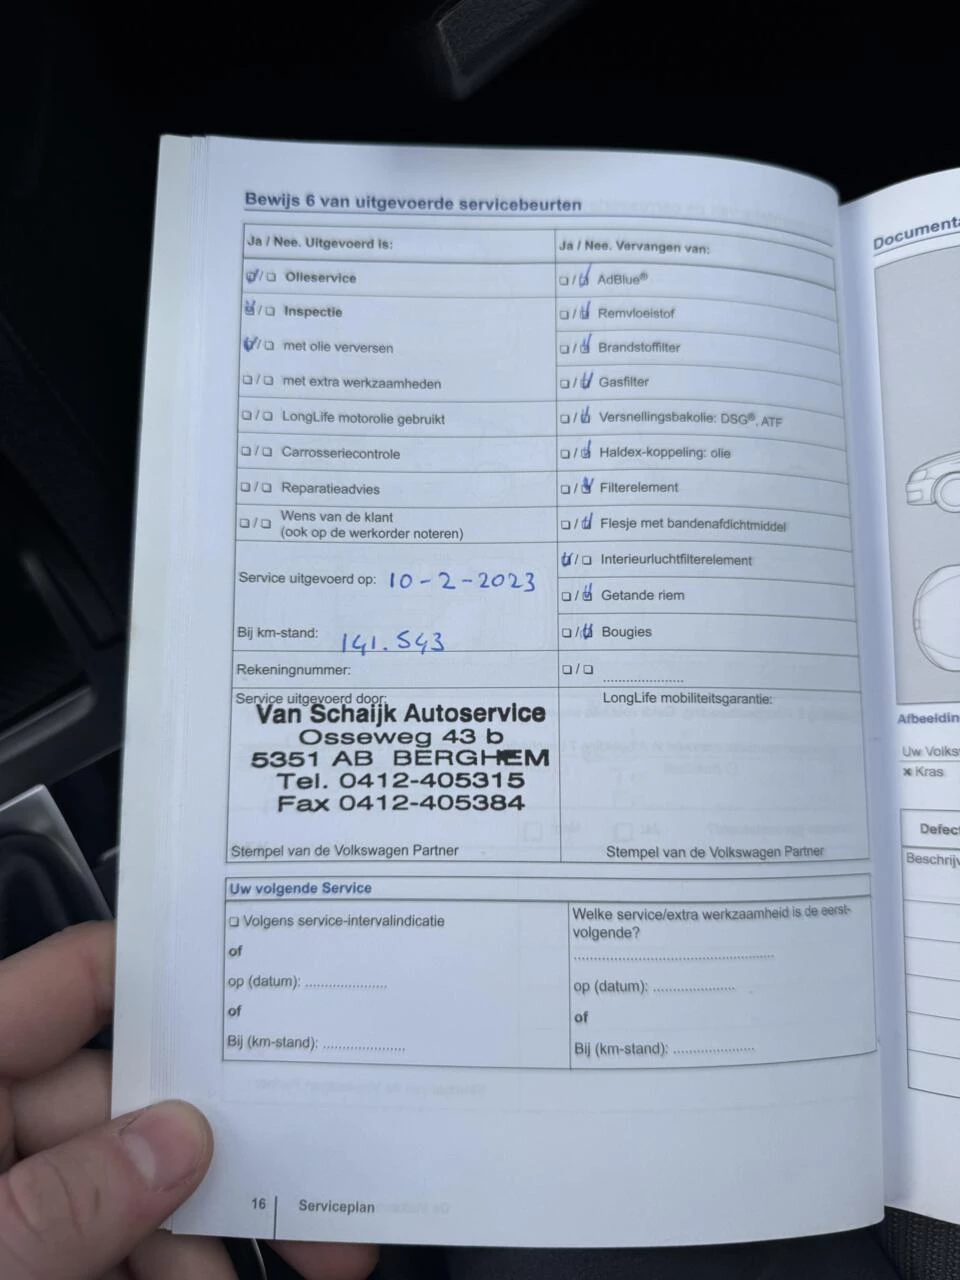 Bewijs 6 van uitgevoerde servicebeurten
Ja / Nee. Uitgevoerd is:
/ Olieservice
/ Inspectie
/ met olie verversen
/ met extra werkzaamheden
/ LongLife motorolie gebruikt
/ Carrosseriecontrole
/ Reparatieadvies
/ Wens van de klant
(ook op de werkorder noteren)
Service uitgevoerd op: 10-2-2023
Bij km-stand: 141.543
Rekeningnummer:
Service uitgevoerd door:
Van Schaijk Autoservice
Osseweg 43 b
5351 AB BERGHEM
Tel. 0412-405315
Fax 0412-405384
Stempel van de Volkswagen Partner
Ja / Nee. Vervangen van:
/ AdBlue®
/ Remvloeistof
/ Brandstoffilter
/ Gasfilter
/ Versnellingsbakolie: DSG®, ATF
/ Haldex-koppeling: olie
/ Filterelement
/ Flesje met bandenafdichtmiddel
/ Interieurluchtfilterelement
/ Getande riem
/ Bougies
/ ....................
LongLife mobiliteitsgarantie:
Stempel van de Volkswagen Partner
Uw volgende Service
Volgens service-intervalindicatie
of
op (datum): ....................
of
Bij (km-stand): ....................
Welke service/extra werkzaamheid is de eerst-
volgende?
..................................................
op (datum): ....................
of
Bij (km-stand): ....................
16 Serviceplan
Uw Volks
× Kras